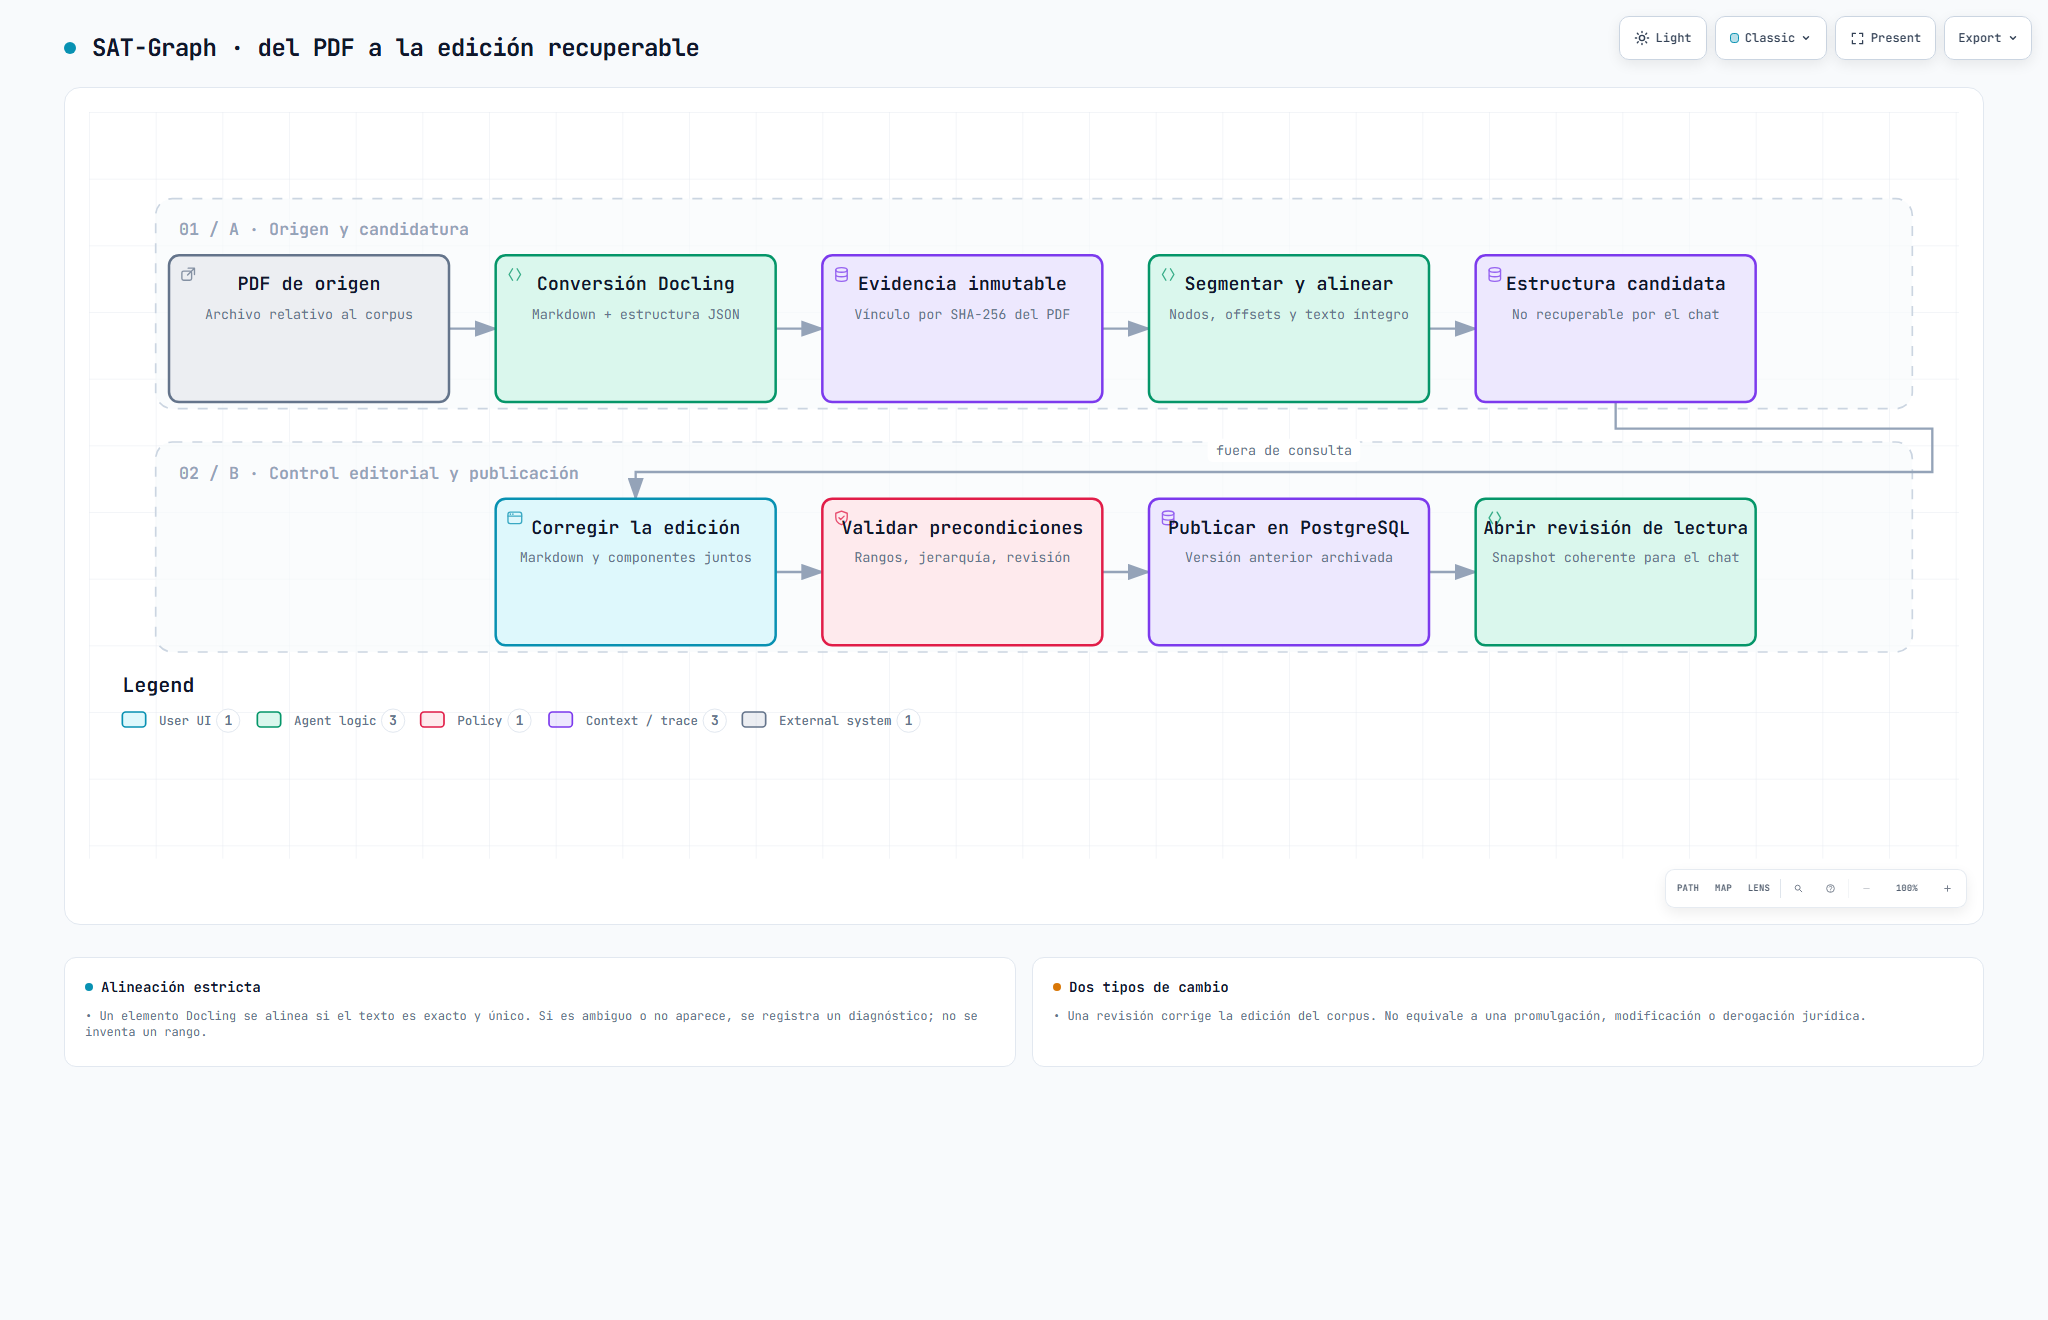 SAT-Graph · del PDF a la edición recuperable
Light
Classic
Present
Export
01 / A · Origen y candidatura
PDF de origen
Archivo relativo al corpus
Conversión Docling
Markdown + estructura JSON
Evidencia inmutable
Vínculo por SHA-256 del PDF
Segmentar y alinear
Nodos, offsets y texto íntegro
Estructura candidata
No recuperable por el chat
fuera de consulta
02 / B · Control editorial y publicación
Corregir la edición
Markdown y componentes juntos
Validar precondiciones
Rangos, jerarquía, revisión
Publicar en PostgreSQL
Versión anterior archivada
Abrir revisión de lectura
Snapshot coherente para el chat
Legend
User UI 1
Agent logic 3
Policy 1
Context / trace 3
External system 1
PATH MAP LENS ? − 100% +
Alineación estricta
• Un elemento Docling se alinea si el texto es exacto y único. Si es ambiguo o no aparece, se registra un diagnóstico; no se
inventa un rango.
Dos tipos de cambio
• Una revisión corrige la edición del corpus. No equivale a una promulgación, modificación o derogación jurídica.